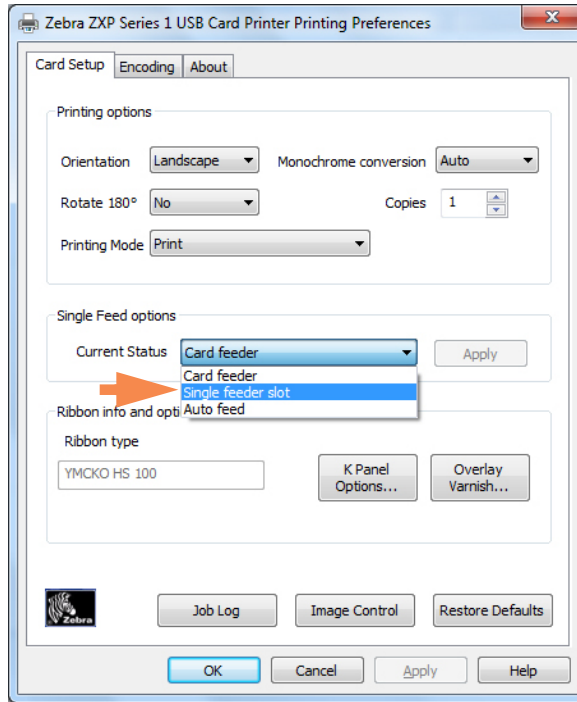 Zebra ZXP Series 1 USB Card Printer Printing Preferences
Card Setup Encoding About
Printing options
Orientation Landscape Monochrome conversion Auto
Rotate 180° No Copies 1
Printing Mode Print
Single Feed options
Current Status Card feeder Apply
Card feeder
Single feeder slot
Auto feed
Ribbon info and opti
Ribbon type
YMCKO HS 100
K Panel
Options...
Overlay
Varnish...
Zebra
Job Log Image Control Restore Defaults
OK Cancel Apply Help